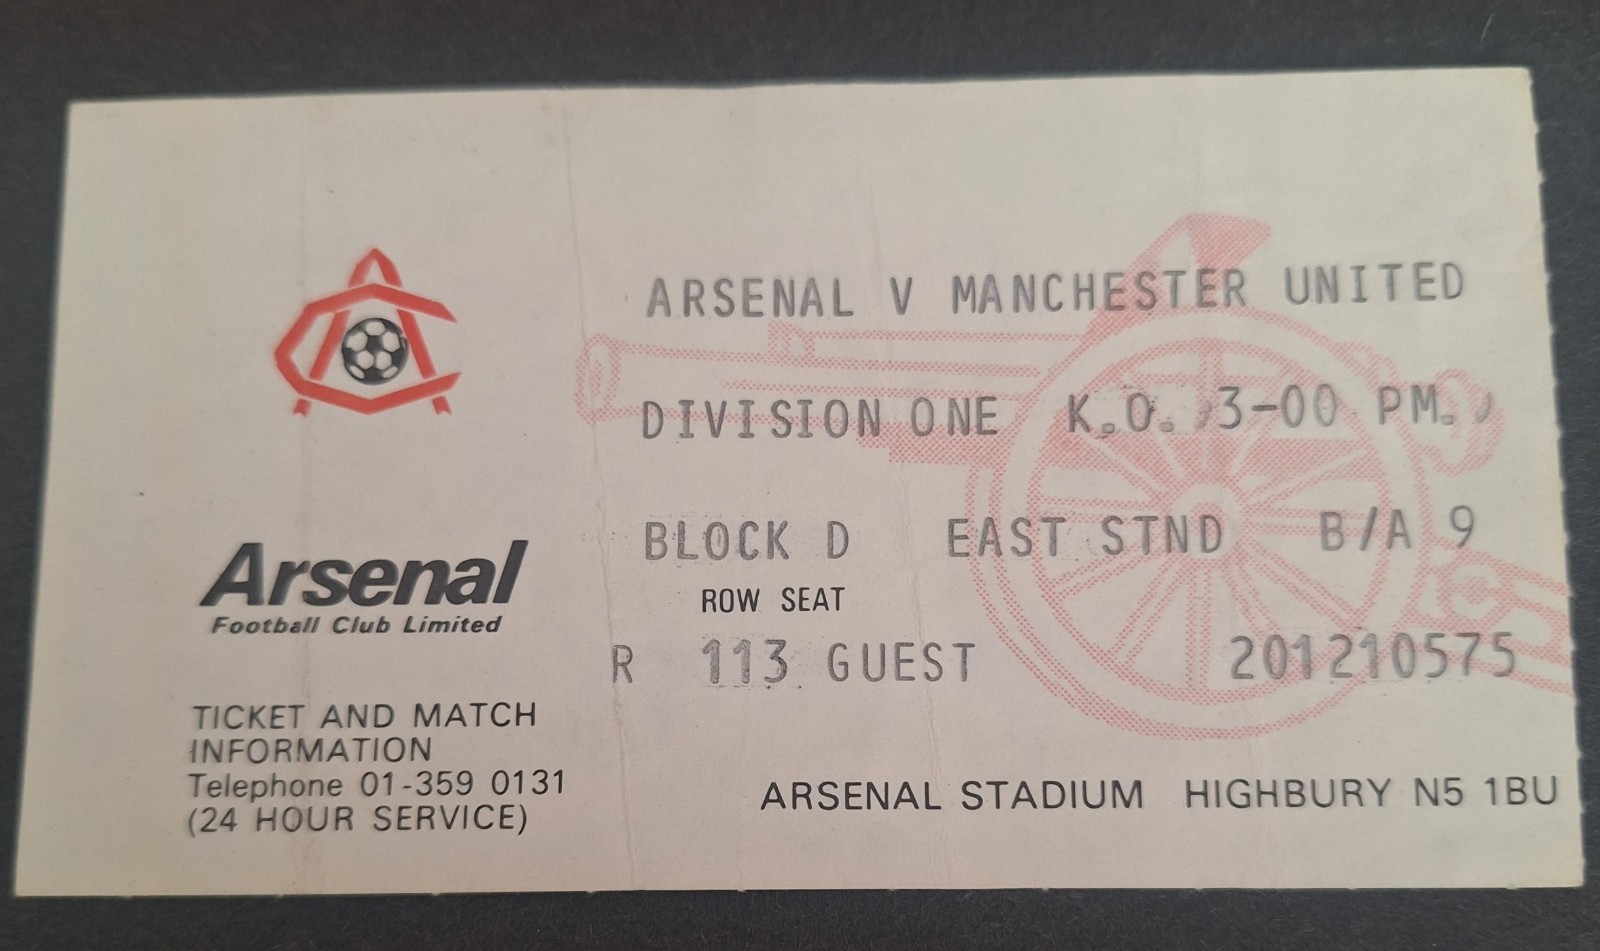 ARSENAL V MANCHESTER UNITED
DIVISION ONE K.O. 3-00 PM.
BLOCK D EAST STND B/A 9
ROW SEAT
R 113 GUEST 201210575
Arsenal
Football Club Limited
TICKET AND MATCH
INFORMATION
Telephone 01-359 0131
(24 HOUR SERVICE)
ARSENAL STADIUM HIGHBURY N5 1BU